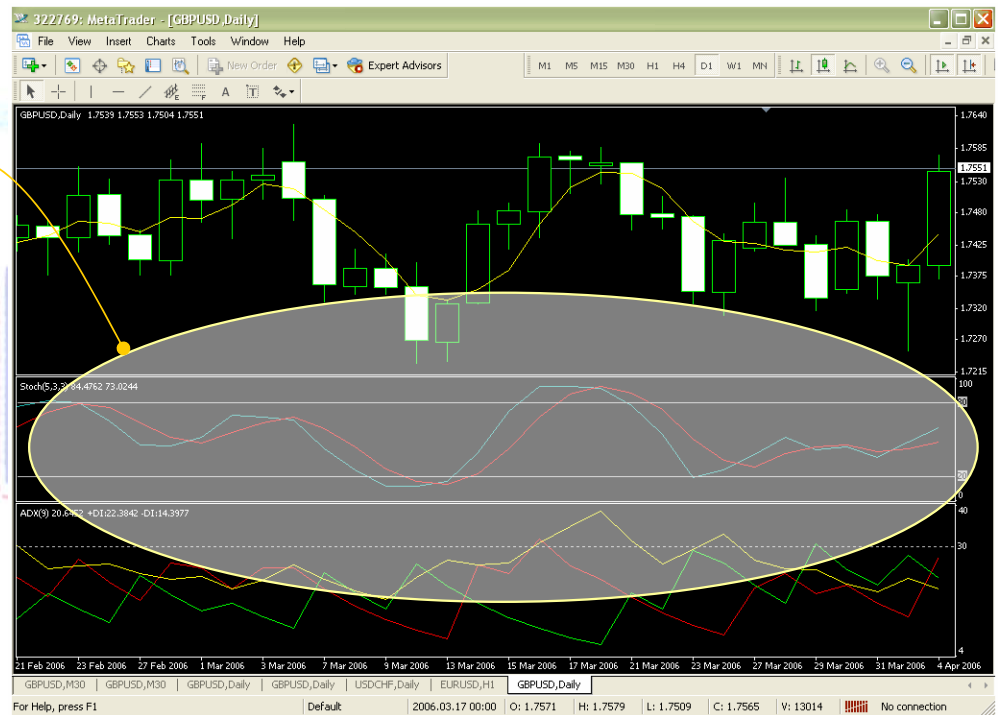 322769: MetaTrader - [GBPUSD,Daily]
File View Insert Charts Tools Window Help
New Order Expert Advisors M1 M5 M15 M30 H1 H4 D1 W1 MN
A T
GBPUSD,Daily 1.7539 1.7553 1.7504 1.7551
1.7640
1.7585
1.7551
1.7530
1.7480
1.7425
1.7375
1.7320
1.7270
1.7215
Stoch(5,3,3) 84.4762 73.0244
100
80
20
0
ADX(9) 20.6452 +DI:22.3842 -DI:14.3977
40
30
4
21 Feb 2006 23 Feb 2006 27 Feb 2006 1 Mar 2006 3 Mar 2006 7 Mar 2006 9 Mar 2006 13 Mar 2006 15 Mar 2006 17 Mar 2006 21 Mar 2006 23 Mar 2006 27 Mar 2006 29 Mar 2006 31 Mar 2006 4 Apr 2006
GBPUSD,M30 GBPUSD,M30 GBPUSD,Daily GBPUSD,Daily USDCHF,Daily EURUSD,H1 GBPUSD,Daily
For Help, press F1 Default 2006.03.17 00:00 O: 1.7571 H: 1.7579 L: 1.7509 C: 1.7565 V: 13014 No connection